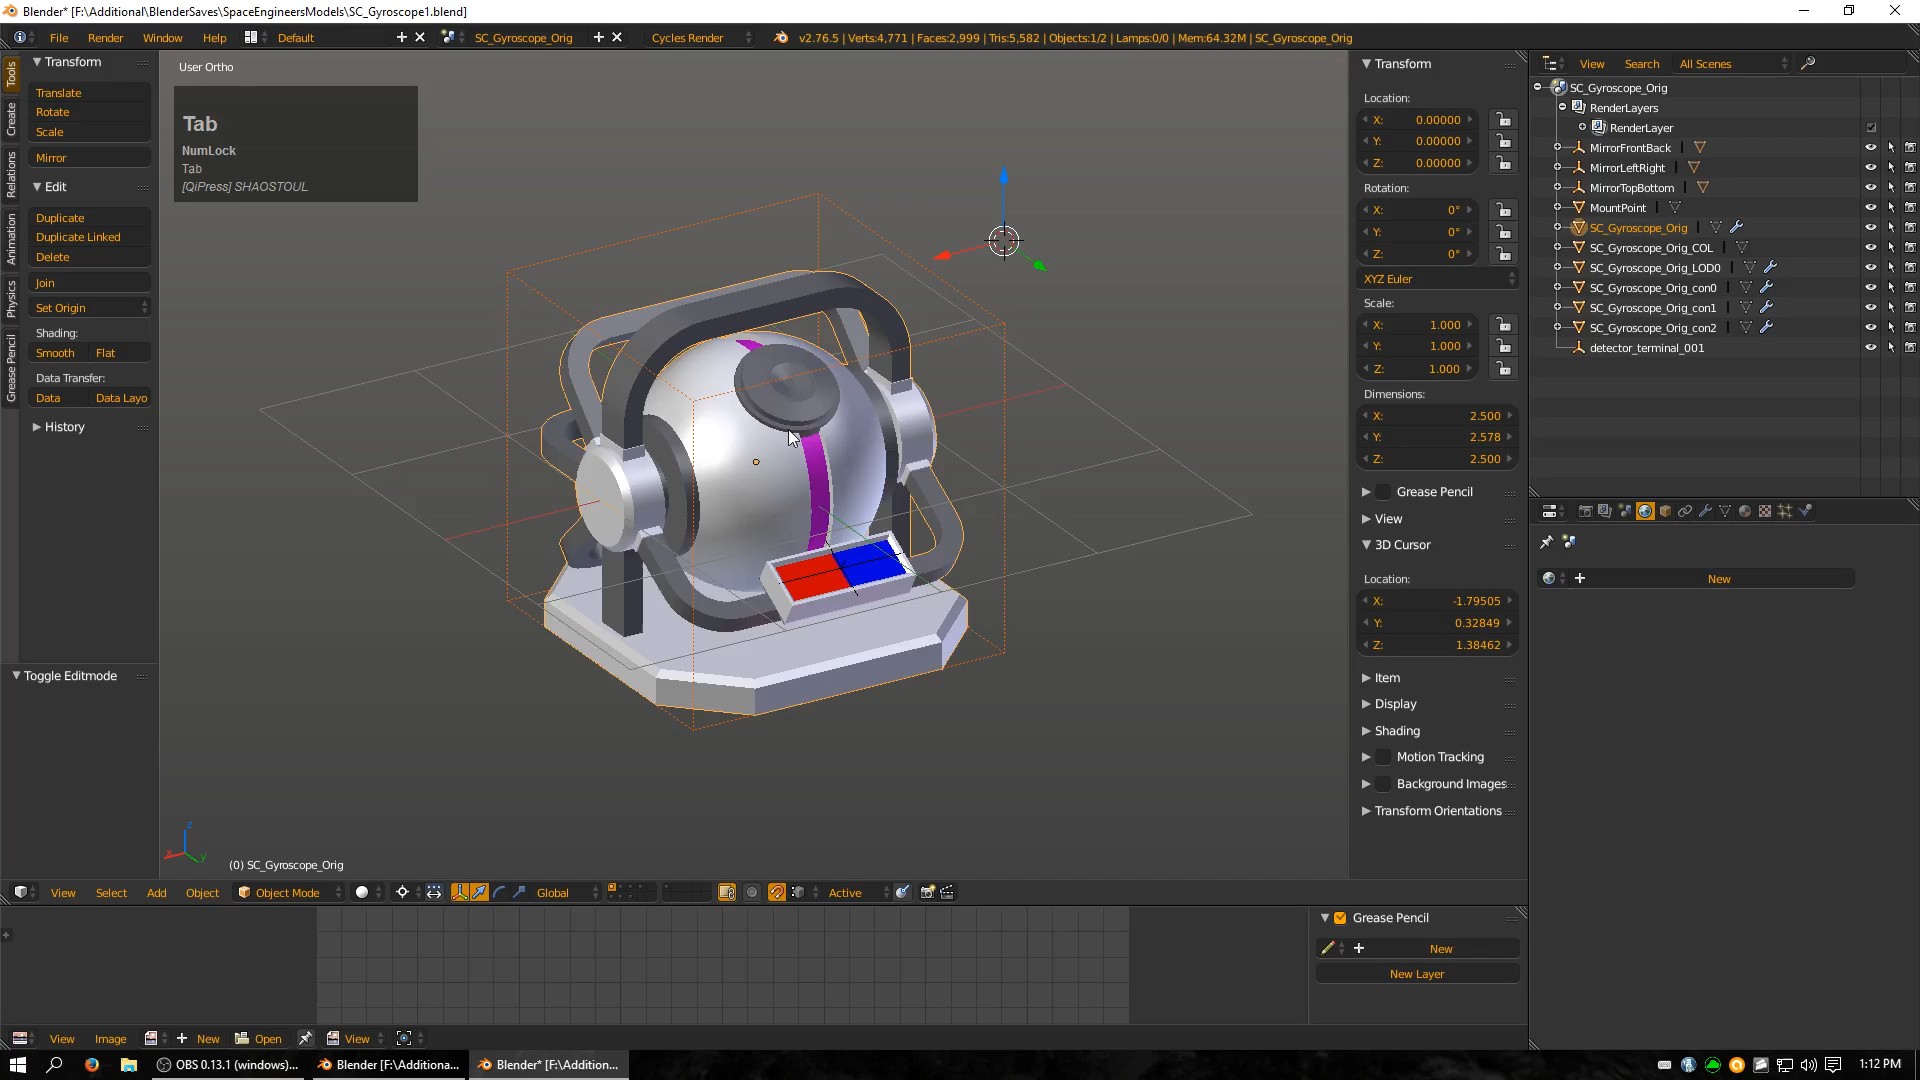 Blender* [F:\Additional\BlenderSaves\SpaceEngineersModels\SC_Gyroscope1.blend]
File Render Window Help Default SC_Gyroscope_Orig Cycles Render v2.76.5 | Verts:4,771 | Faces:2,999 | Tris:5,582 | Objects:1/2 | Lamps:0/0 | Mem:64.32M | SC_Gyroscope_Orig
Tools
Create
Relations
Animation
Physics
Grease Pencil
Transform
Translate
Rotate
Scale
Mirror
Edit
Duplicate
Duplicate Linked
Delete
Join
Set Origin
Shading:
Smooth Flat
Data Transfer:
Data Data Layo
History
Toggle Editmode
User Ortho
Tab
NumLock
Tab
[QiPress] SHAOSTOUL
z
x
y
(0) SC_Gyroscope_Orig
View Select Add Object Object Mode Global Active
Transform
Location:
X: 0.00000
Y: 0.00000
Z: 0.00000
Rotation:
X: 0°
Y: 0°
Z: 0°
XYZ Euler
Scale:
X: 1.000
Y: 1.000
Z: 1.000
Dimensions:
X: 2.500
Y: 2.578
Z: 2.500
Grease Pencil
View
3D Cursor
Location:
X: -1.79505
Y: 0.32849
Z: 1.38462
Item
Display
Shading
Motion Tracking
Background Images
Transform Orientations
View Search All Scenes
SC_Gyroscope_Orig
RenderLayers
RenderLayer
MirrorFrontBack
MirrorLeftRight
MirrorTopBottom
MountPoint
SC_Gyroscope_Orig
SC_Gyroscope_Orig_COL
SC_Gyroscope_Orig_LOD0
SC_Gyroscope_Orig_con0
SC_Gyroscope_Orig_con1
SC_Gyroscope_Orig_con2
detector_terminal_001
New
Grease Pencil
New
New Layer
View Image New Open View
OBS 0.13.1 (windows)... Blender [F:\Additiona... Blender* [F:\Addition... 1:12 PM